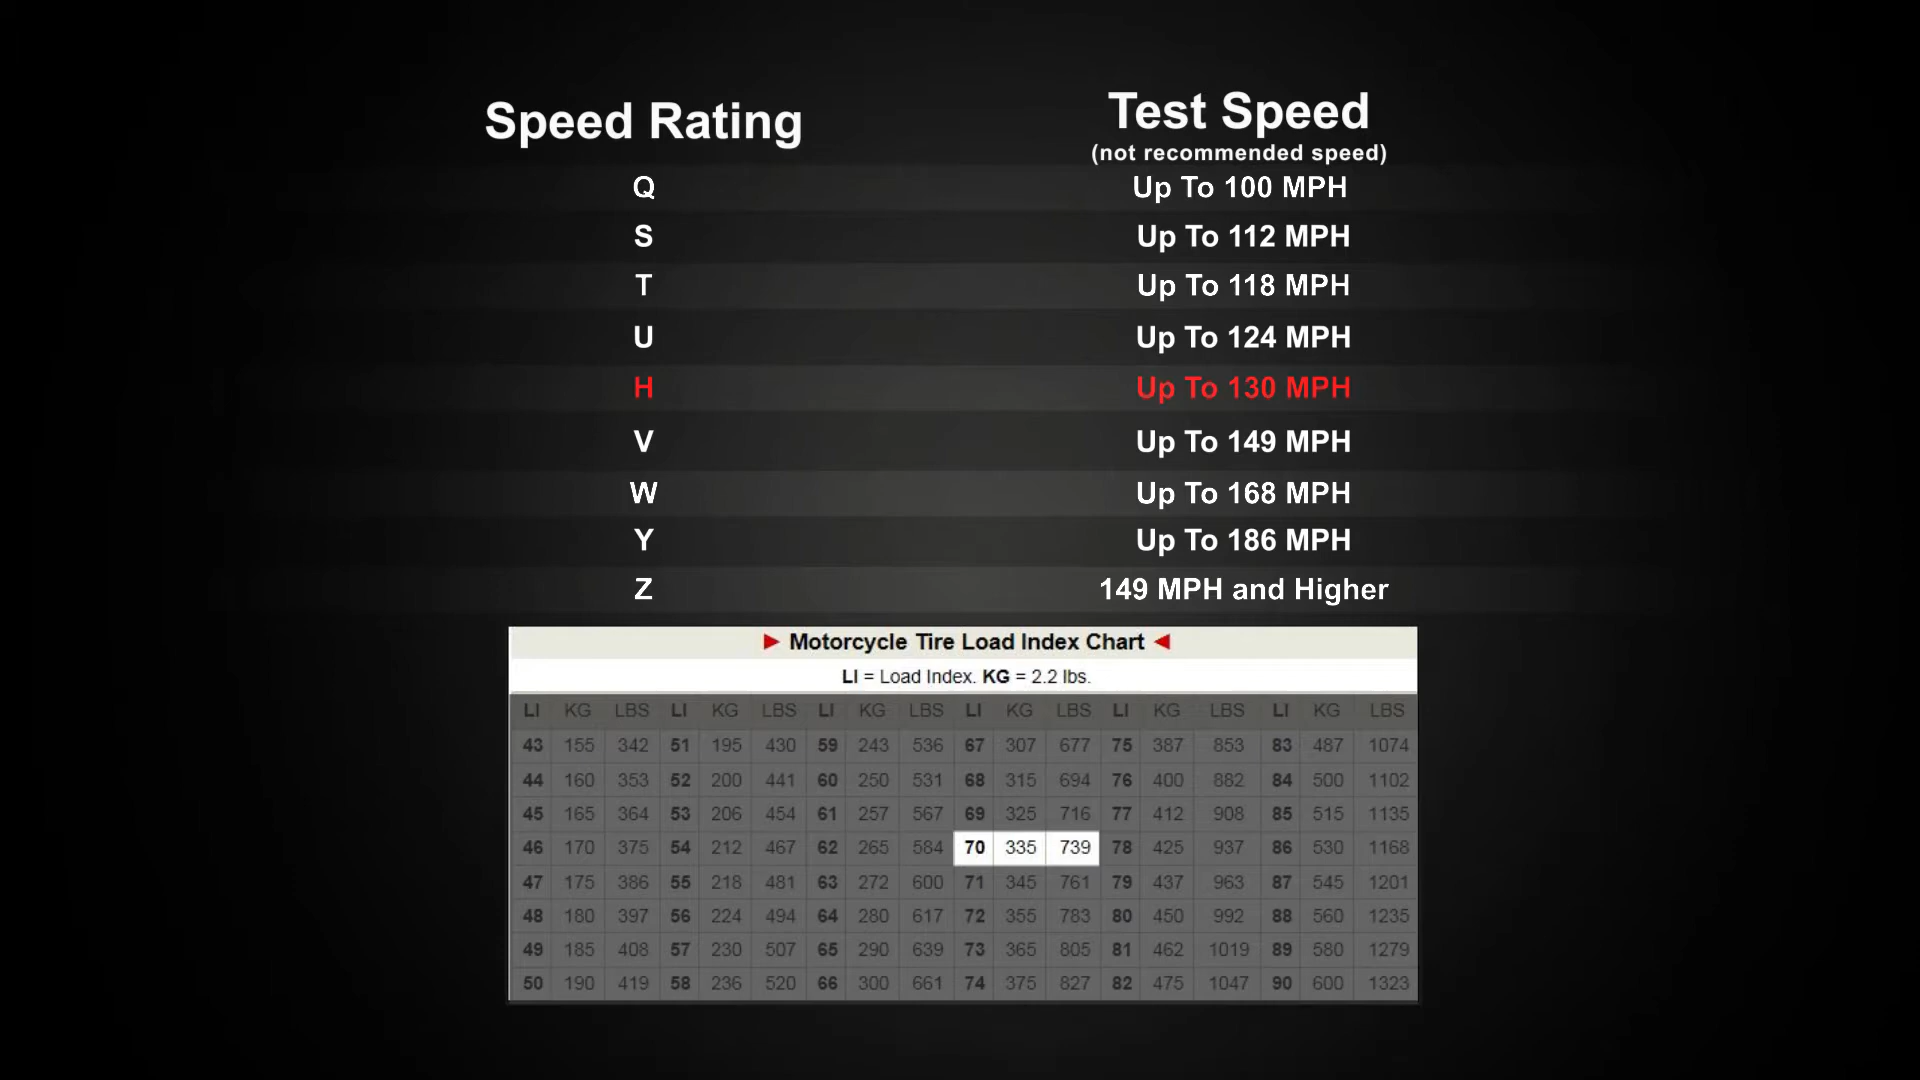 Speed Rating Test Speed
(not recommended speed)
Q Up To 100 MPH
S Up To 112 MPH
T Up To 118 MPH
U Up To 124 MPH
H Up To 130 MPH
V Up To 149 MPH
W Up To 168 MPH
Y Up To 186 MPH
Z 149 MPH and Higher
Motorcycle Tire Load Index Chart
LI = Load Index. KG = 2.2 lbs.
LI KG LBS LI KG LBS LI KG LBS LI KG LBS LI KG LBS LI KG LBS
43 155 342 51 195 430 59 243 536 67 307 677 75 387 853 83 487 1074
44 160 353 52 200 441 60 250 531 68 315 694 76 400 882 84 500 1102
45 165 364 53 206 454 61 257 567 69 325 716 77 412 908 85 515 1135
46 170 375 54 212 467 62 265 584 70 335 739 78 425 937 86 530 1168
47 175 386 55 218 481 63 272 600 71 345 761 79 437 963 87 545 1201
48 180 397 56 224 494 64 280 617 72 355 783 80 450 992 88 560 1235
49 185 408 57 230 507 65 290 639 73 365 805 81 462 1019 89 580 1279
50 190 419 58 236 520 66 300 661 74 375 827 82 475 1047 90 600 1323